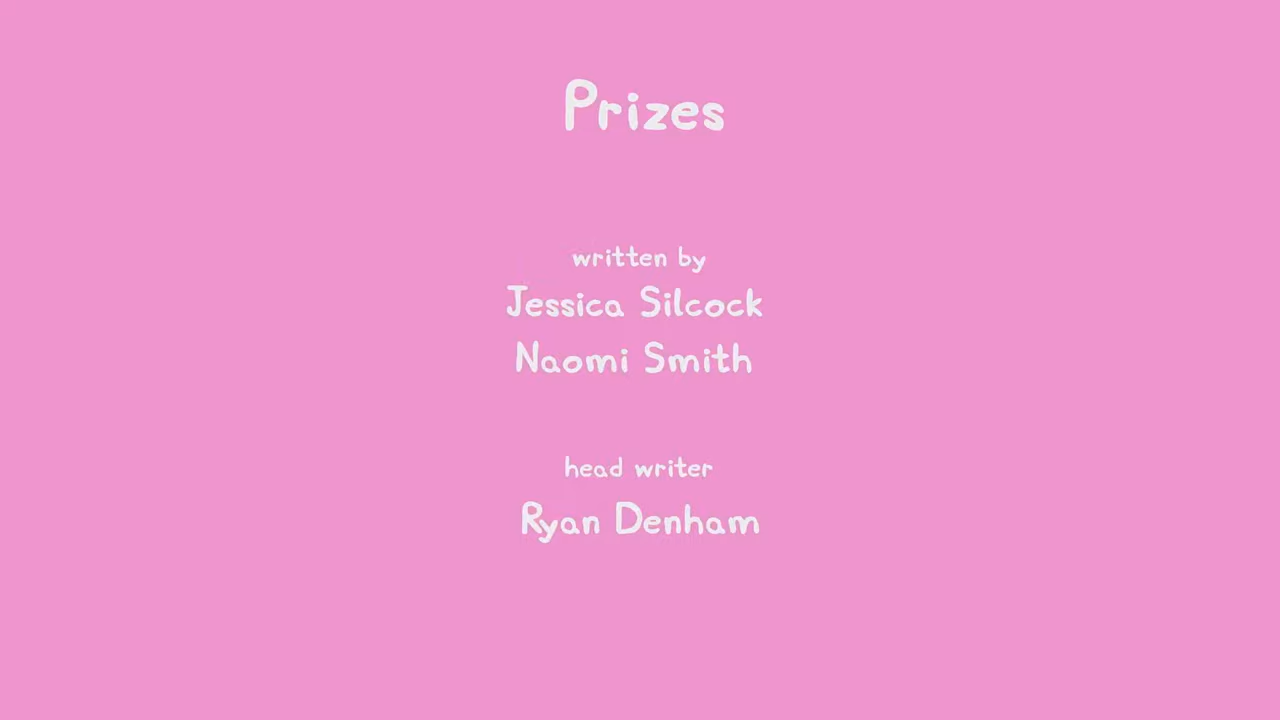 Prizes
written by
Jessica Silcock
Naomi Smith
head writer
Ryan Denham